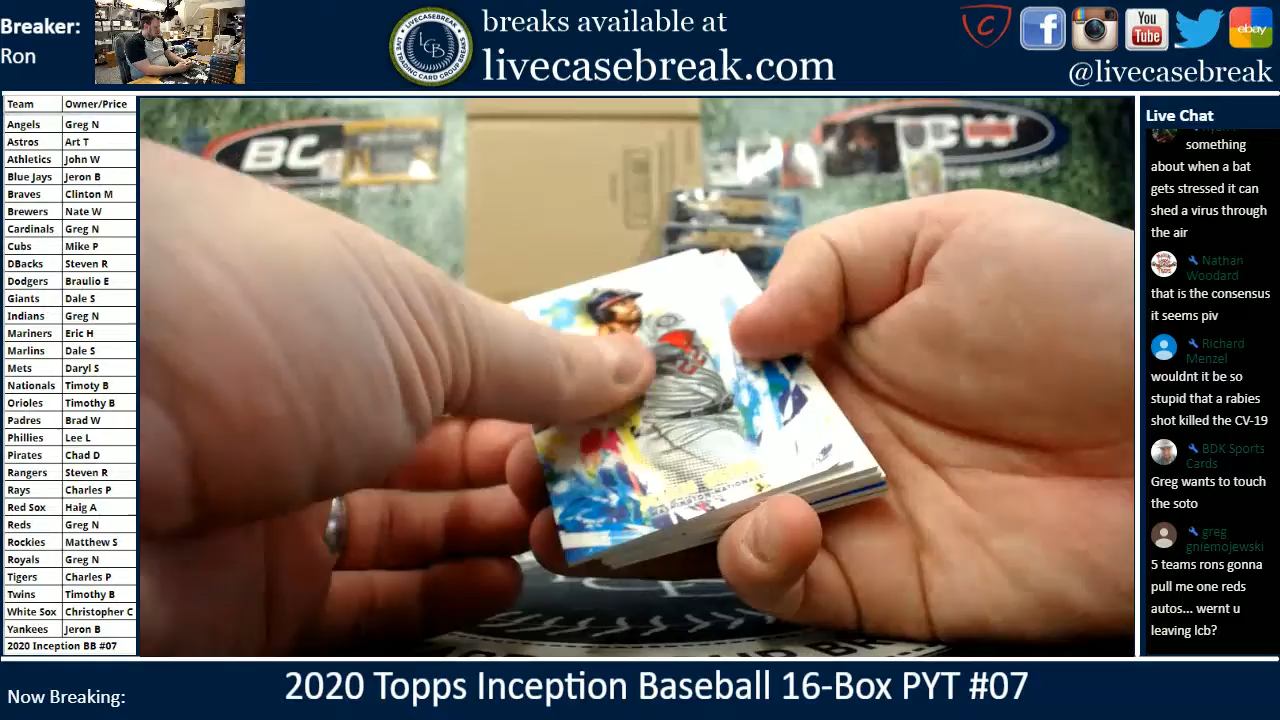 Breaker:
Ron
LCB
breaks available at
livecasebreak.com
You
Tube
ebay
@livecasebreak
Team Owner/Price
Angels Greg N
Astros Art T
Athletics John W
Blue Jays Jeron B
Braves Clinton M
Brewers Nate W
Cardinals Greg N
Cubs Mike P
DBacks Steven R
Dodgers Braulio E
Giants Dale S
Indians Greg N
Mariners Eric H
Marlins Dale S
Mets Daryl S
Nationals Timoty B
Orioles Timothy B
Padres Brad W
Phillies Lee L
Pirates Chad D
Rangers Steven R
Rays Charles P
Red Sox Haig A
Reds Greg N
Rockies Matthew S
Royals Greg N
Tigers Charles P
Twins Timothy B
White Sox Christopher C
Yankees Jeron B
2020 Inception BB #07
BC
TCW
Live Chat
something
about when a bat
gets stressed it can
shed a virus through
the air
Nathan
Woodard
that is the consensus
it seems piv
Richard
Menzel
wouldnt it be so
stupid that a rabies
shot killed the CV-19
BDK Sports
Cards
Greg wants to touch
the soto
greg
gniemojewski
5 teams rons gonna
pull me one reds
autos... wernt u
leaving lcb?
Now Breaking:
2020 Topps Inception Baseball 16-Box PYT #07